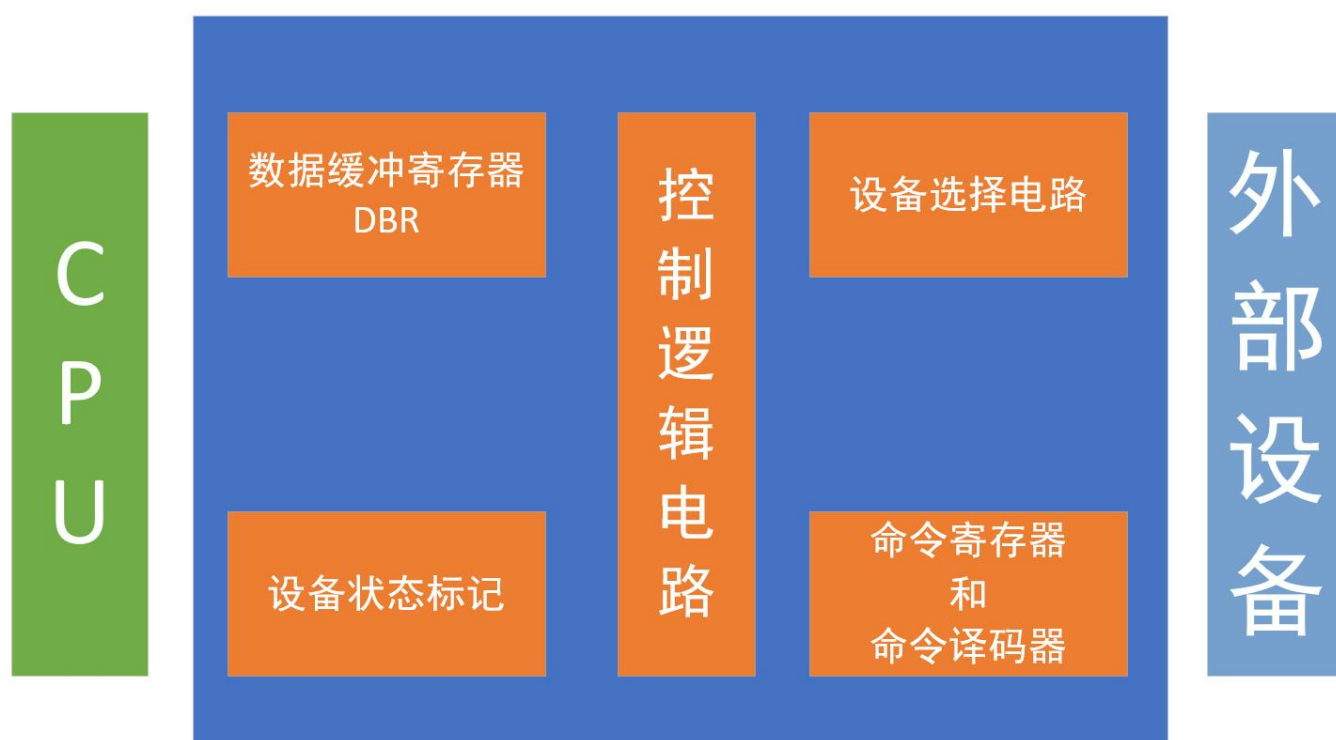 CPU
数据缓冲寄存器
DBR
设备状态标记
控制逻辑电路
设备选择电路
命令寄存器
和
命令译码器
外部设备